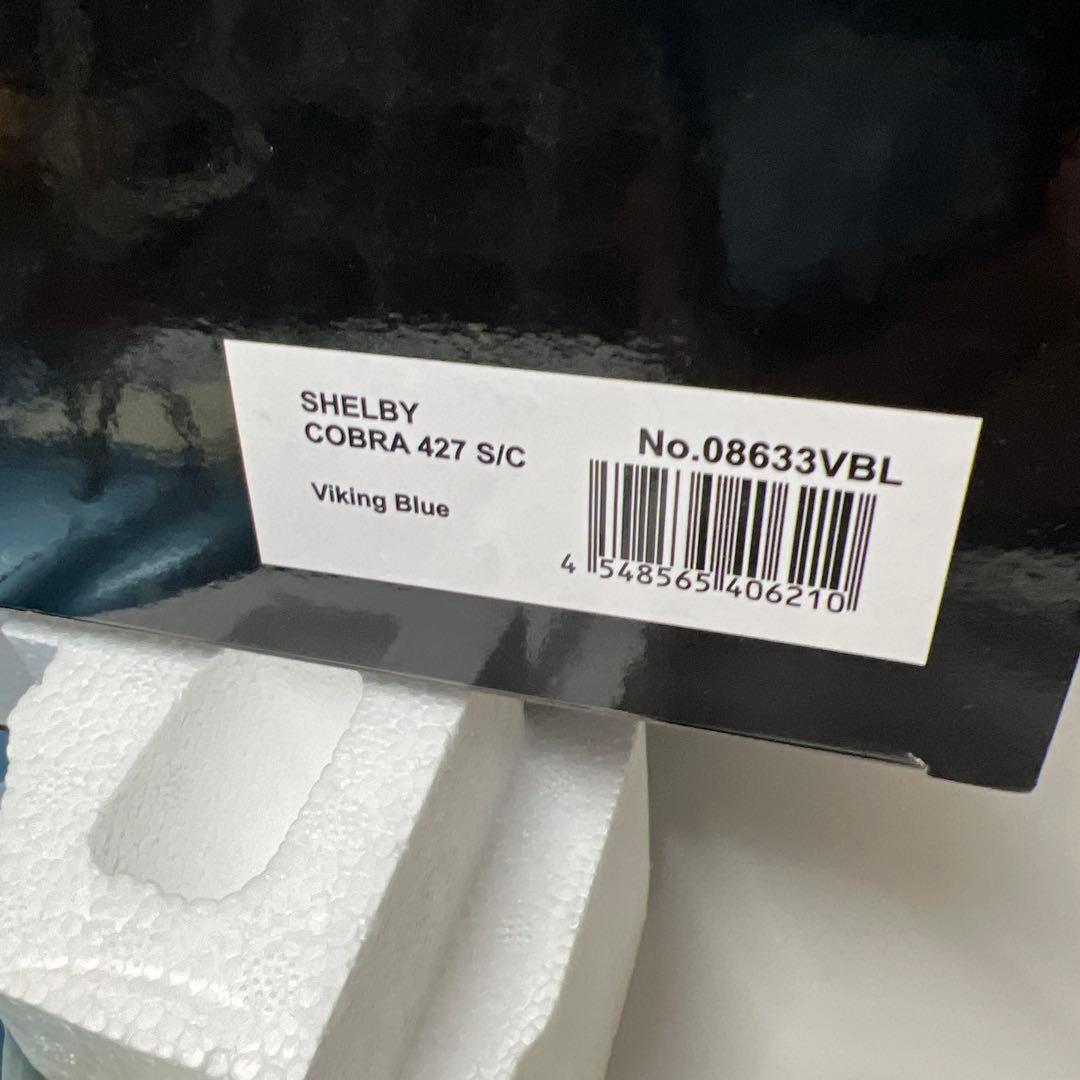 SHELBY
COBRA 427 S/C
Viking Blue
No.08633VBL
4 548565 406210